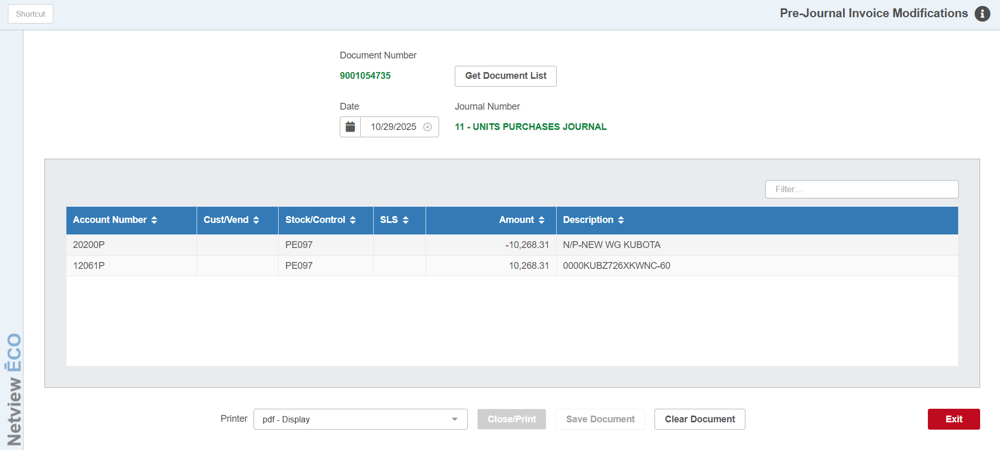 Shortcut
Pre-Journal Invoice Modifications
Document Number
9001054735
Get Document List
Date
Journal Number
10/29/2025
11 - UNITS PURCHASES JOURNAL
Filter....
Account Number Cust/Vend Stock/Control SLS Amount Description
20200P PE097 -10,268.31 N/P-NEW WG KUBOTA
12061P PE097 10,268.31 0000KUBZ726XKWNC-60
Netview ĒCO
Printer pdf - Display Close/Print Save Document Clear Document Exit